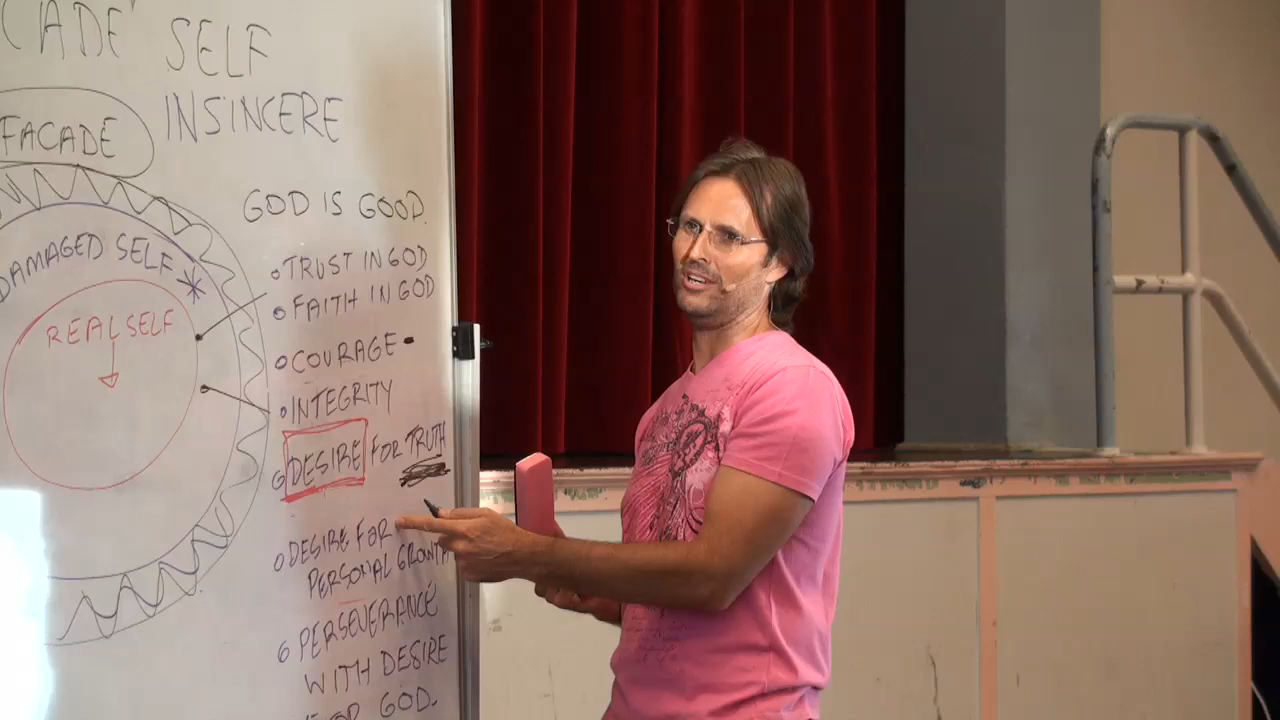 CADE' SELF
INSINCERE
FACADE
GOD IS GOOD.
DAMAGED SELF
REAL SELF
TRUST IN GOD
FAITH IN GOD
COURAGE
INTEGRITY
DESIRE FOR TRUTH
DESIRE FOR
PERSONAL GROWTH
PERSEVERANCE
WITH DESIRE
FOR GOD.